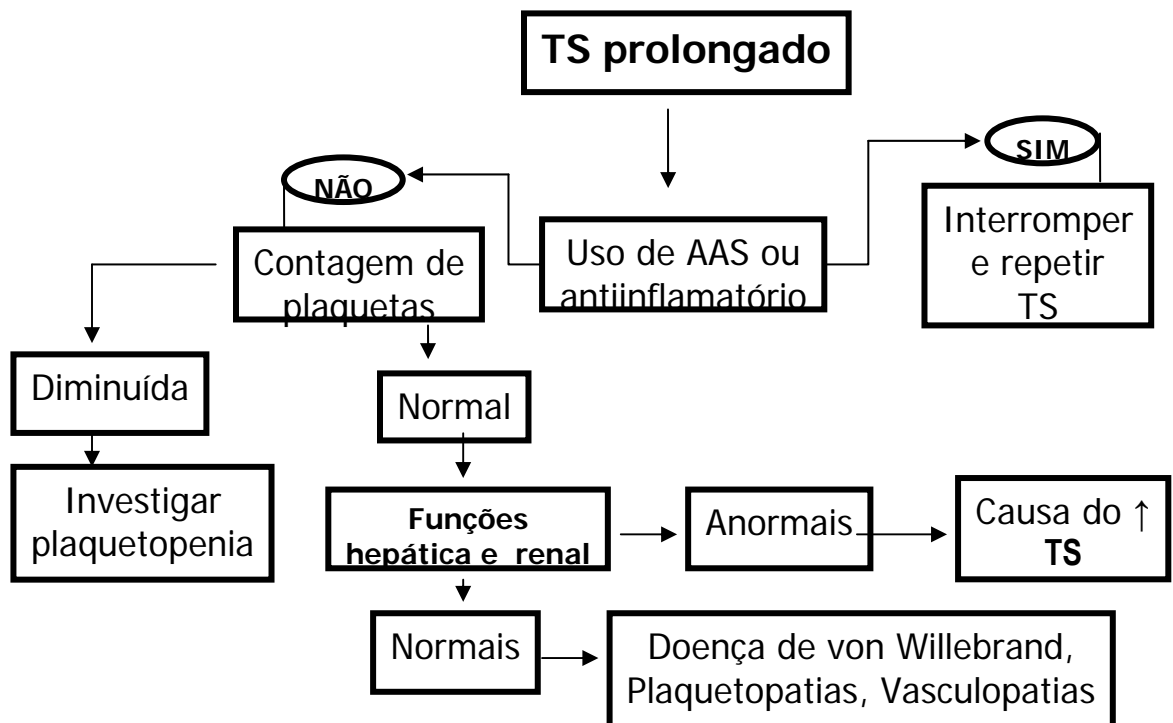 TS prolongado
SIM
NÃO
Interromper
e repetir
TS
Uso de AAS ou
antiinflamatório
Contagem de
plaquetas
Diminuída
Normal
Investigar
plaquetopenia
Funções
hepática e renal
Anormais
Causa do ↑
TS
Normais
Doença de von Willebrand,
Plaquetopatias, Vasculopatias